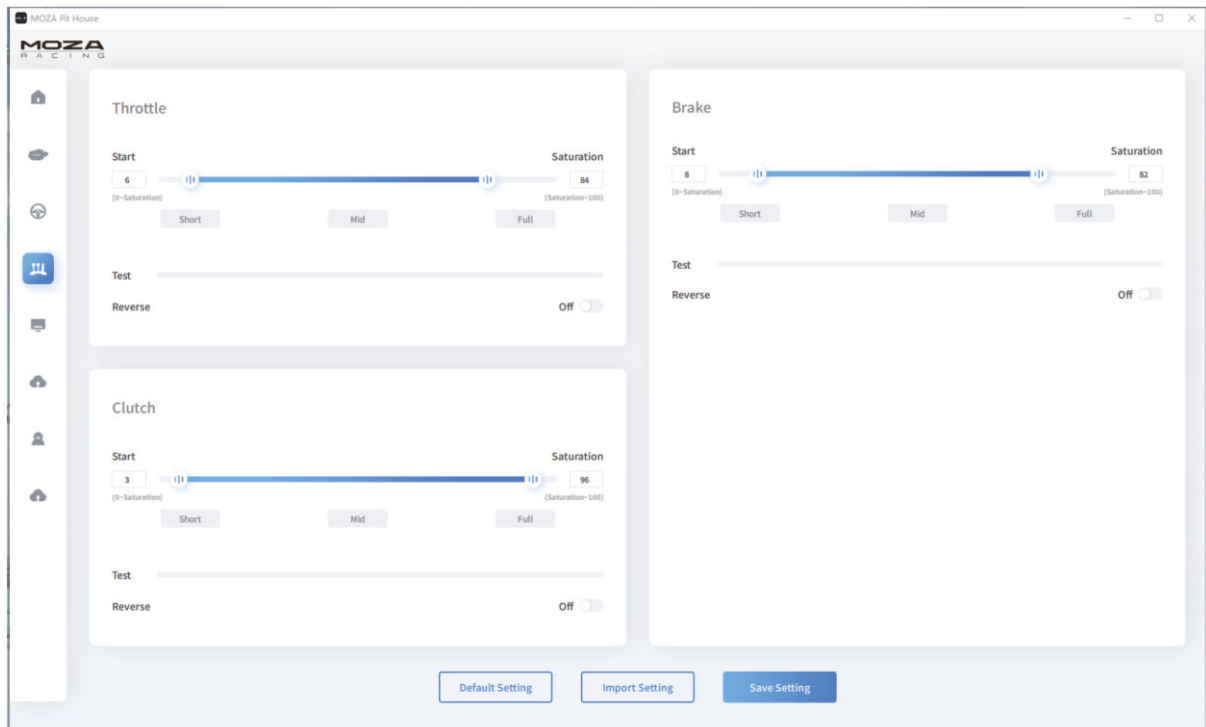 MOZA Pit House
MOZA
RACING
Throttle
Start
Saturation
6
84
(0~Saturation)
(Saturation~100)
Short
Mid
Full
Test
Reverse
Off
Clutch
Start
Saturation
3
96
(0~Saturation)
(Saturation~100)
Short
Mid
Full
Test
Reverse
Off
Brake
Start
Saturation
8
82
(0~Saturation)
(Saturation~100)
Short
Mid
Full
Test
Reverse
Off
Default Setting
Import Setting
Save Setting